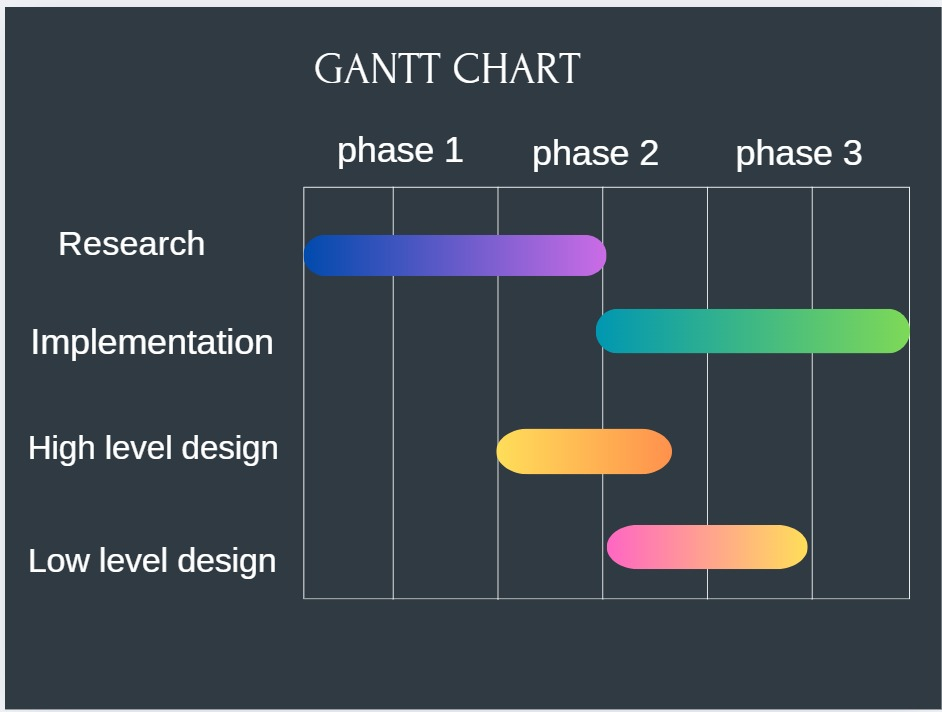 GANTT CHART
phase 1 phase 2 phase 3
Research
Implementation
High level design
Low level design